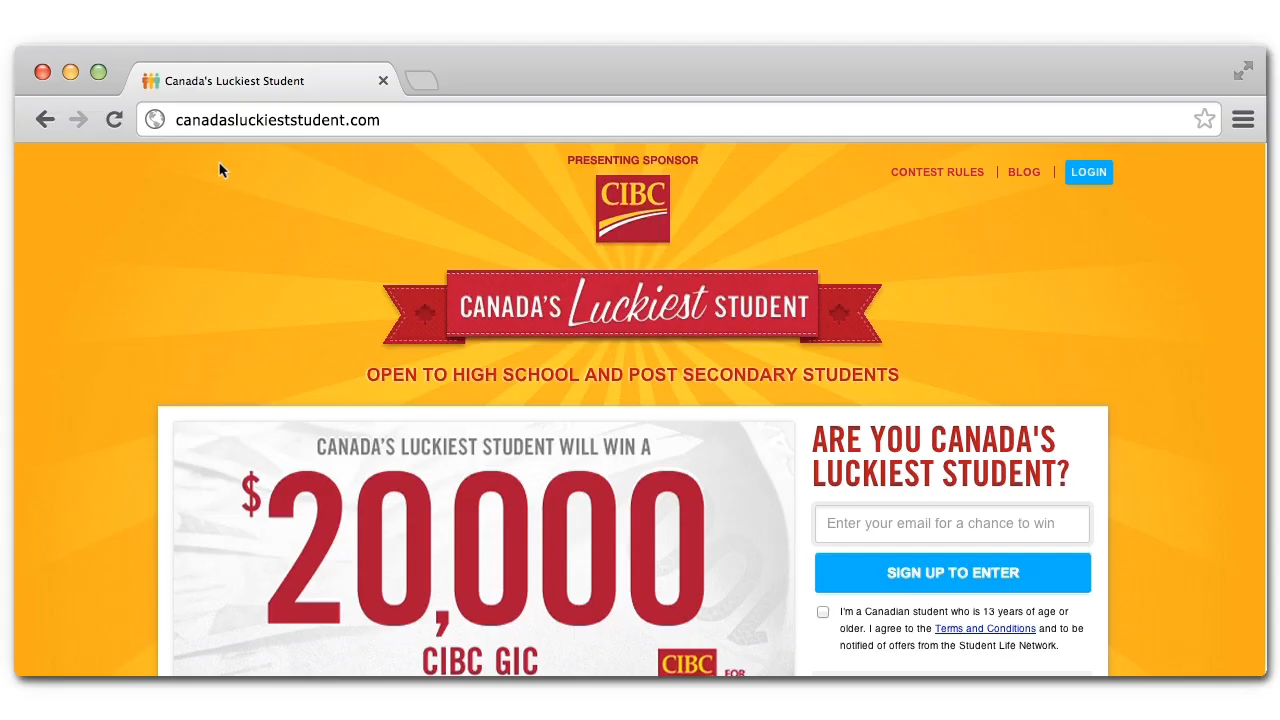 Canada's Luckiest Student
canadasluckieststudent.com
PRESENTING SPONSOR
CIBC
CONTEST RULES | BLOG | LOGIN
CANADA'S Luckiest STUDENT
OPEN TO HIGH SCHOOL AND POST SECONDARY STUDENTS
CANADA'S LUCKIEST STUDENT WILL WIN A
$20,000
CIBC GIC
CIBC FOR
ARE YOU CANADA'S
LUCKIEST STUDENT?
Enter your email for a chance to win
SIGN UP TO ENTER
I'm a Canadian student who is 13 years of age or
older. I agree to the Terms and Conditions and to be
notified of offers from the Student Life Network.